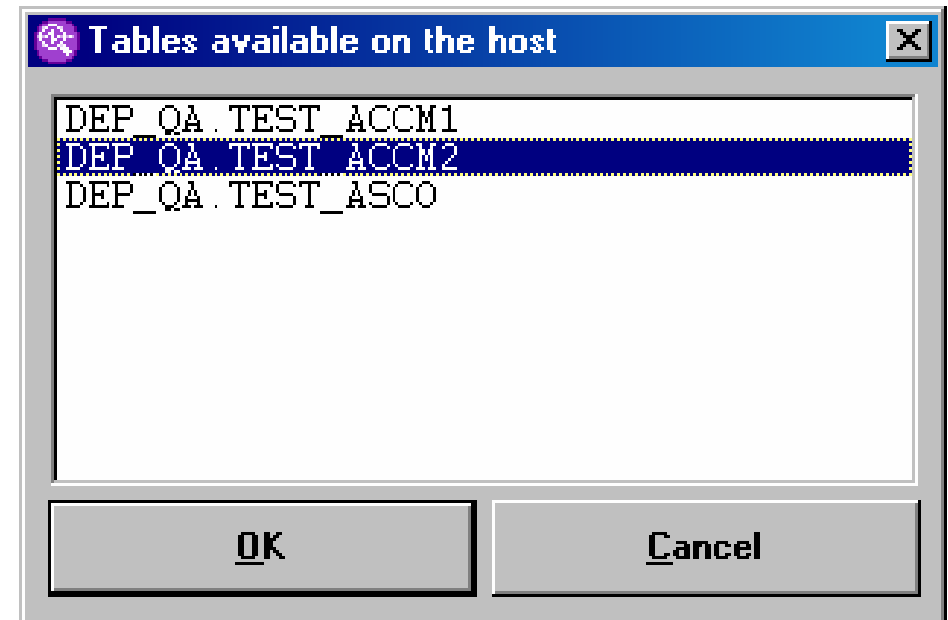 Tables available on the host
DEP_QA.TEST_ACCM1
DEP_QA.TEST_ACCM2
DEP_QA.TEST_ASCO
OK
Cancel